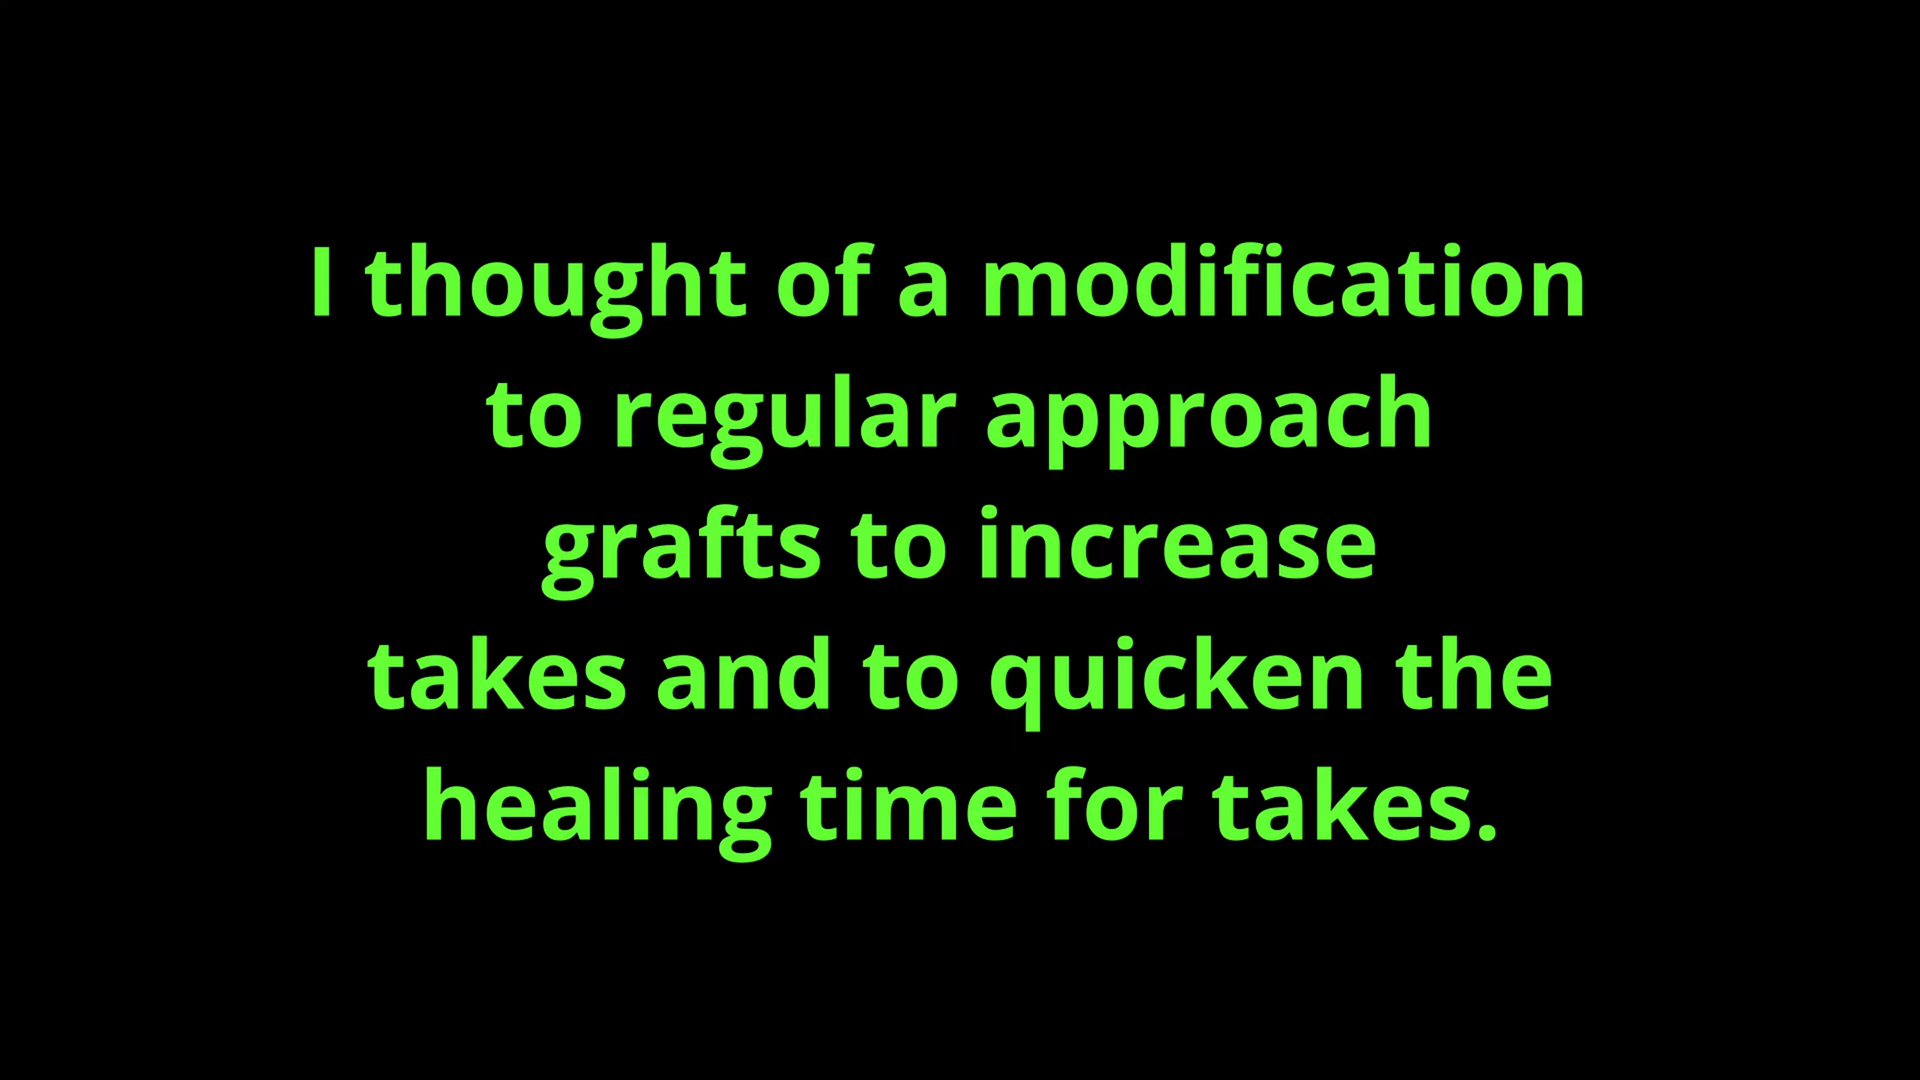 I thought of a modification
to regular approach
grafts to increase
takes and to quicken the
healing time for takes.